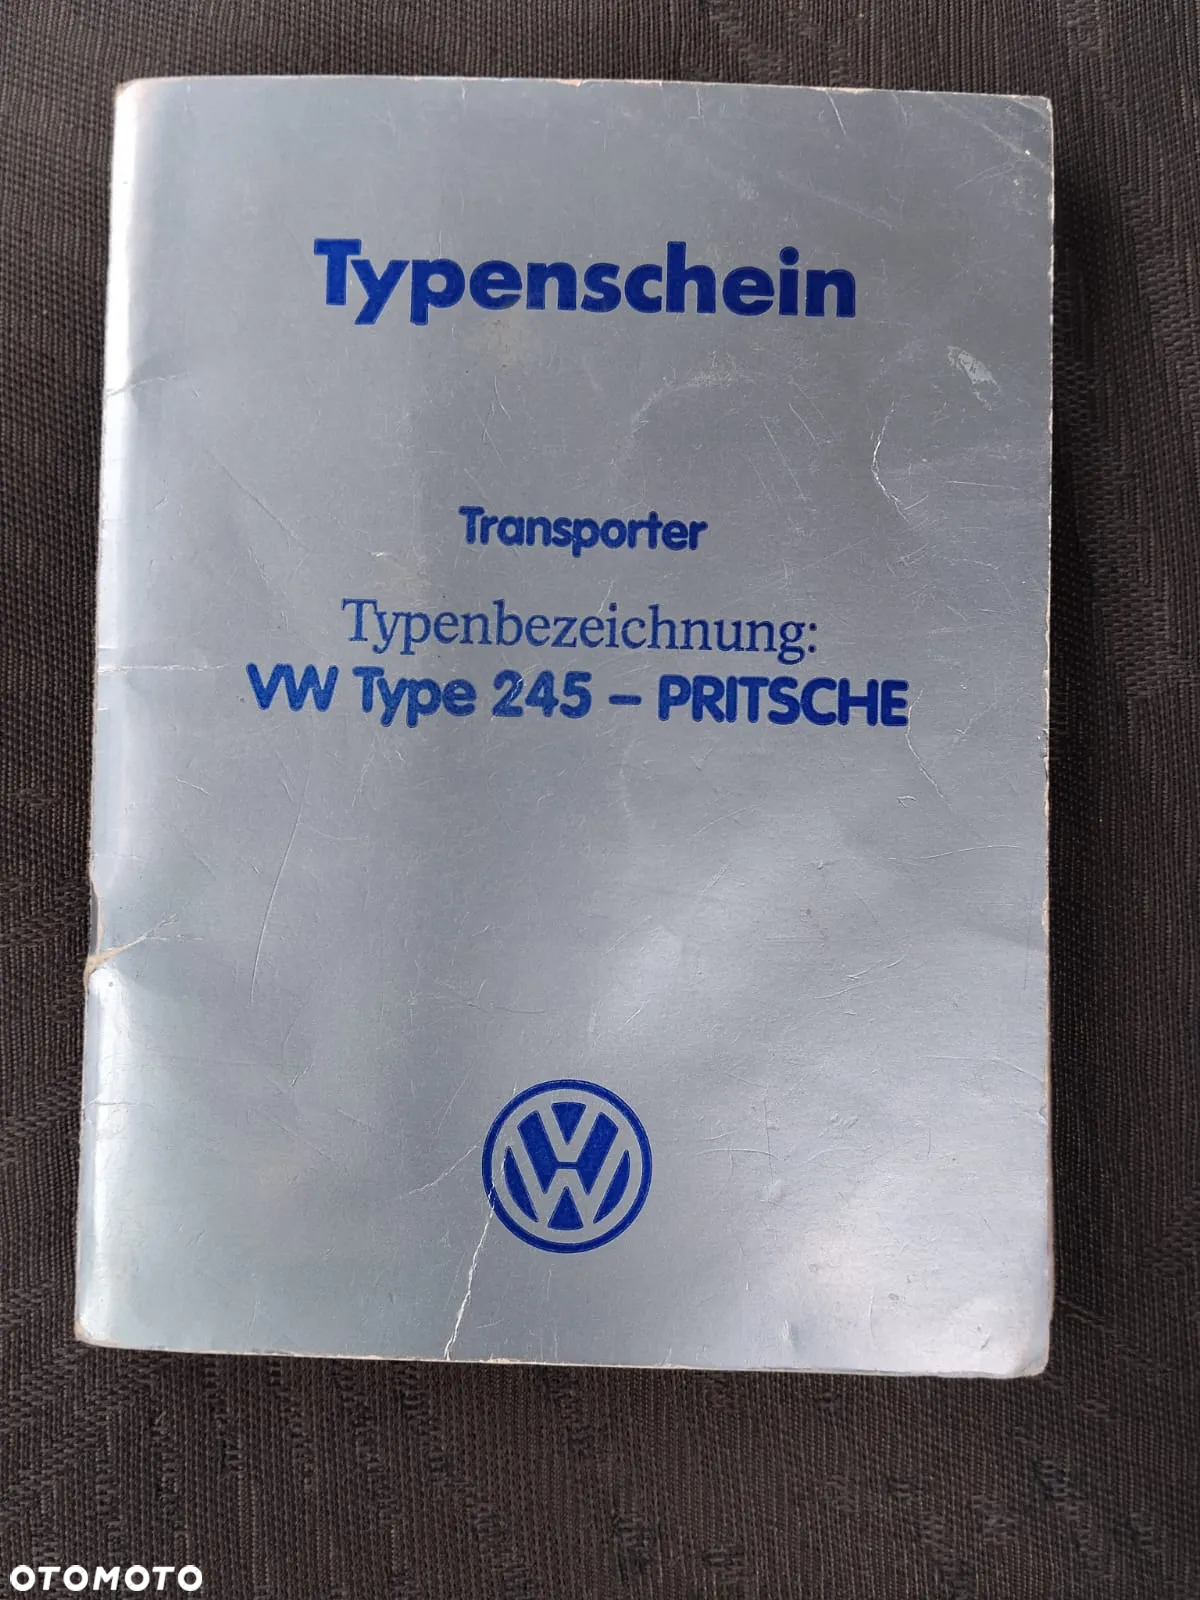 Typenschein
Transporter
Typenbezeichnung:
VW Type 245 – PRITSCHE
VW
OTOMOTO